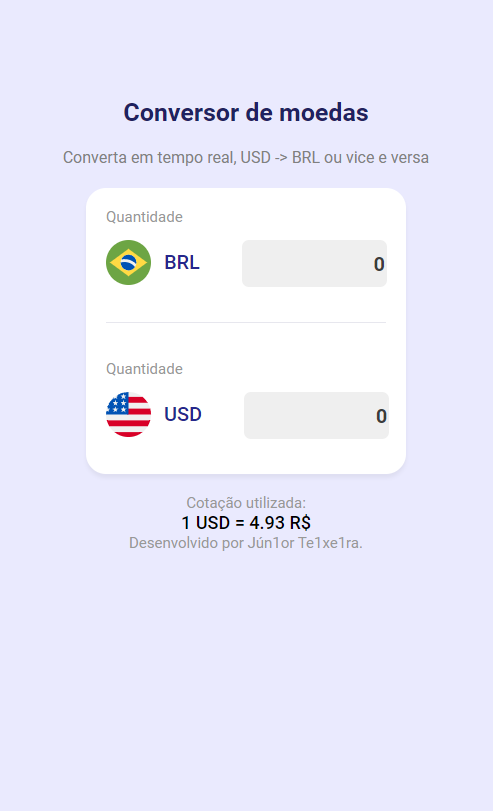 Conversor de moedas
Converta em tempo real, USD -> BRL ou vice e versa
Quantidade
BRL
0
Quantidade
USD
0
Cotação utilizada:
1 USD = 4.93 R$
Desenvolvido por Jún1or Te1xe1ra.